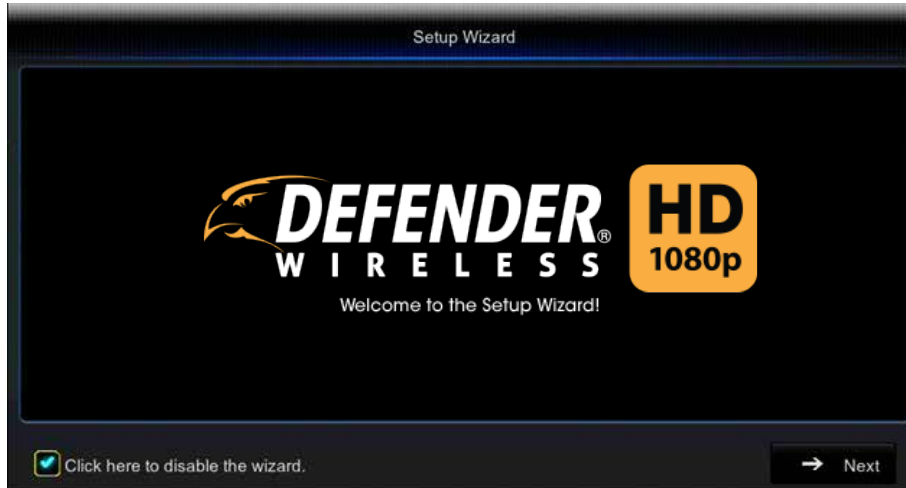 Setup Wizard
DEFENDER®
WIRELESS
HD
1080p
Welcome to the Setup Wizard!
Click here to disable the wizard.
Next